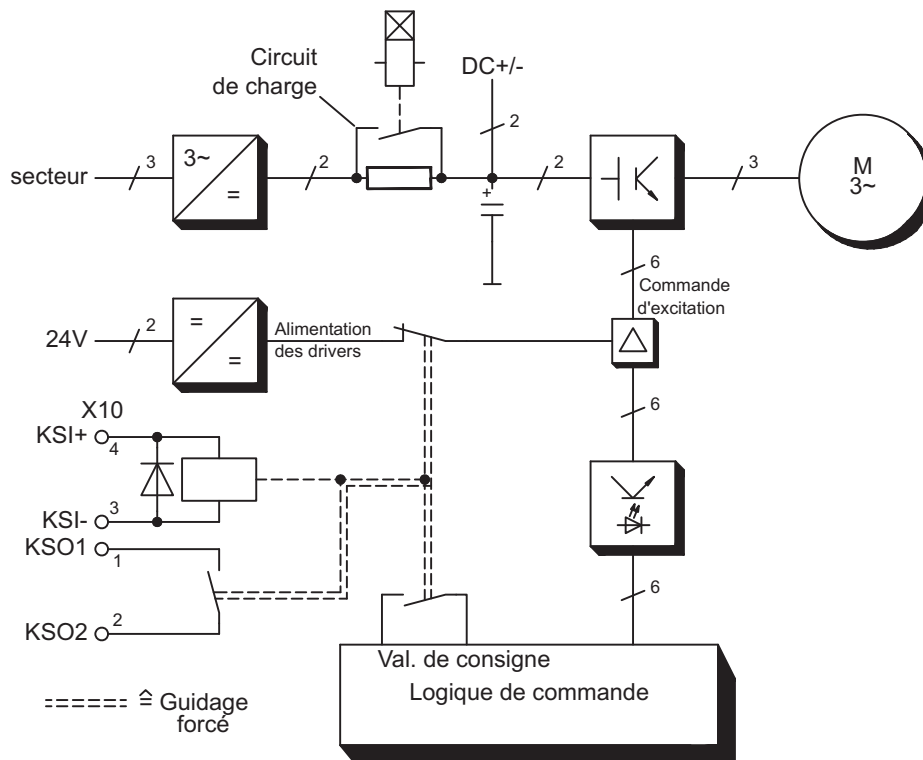 Circuit
de charge
DC+/-
2
secteur
3
3~
=
2
+
2
3
M
3~
6
Commande
d'excitation
24V
2
=
=
Alimentation
des drivers
6
X10
KSI+
4
KSI-
3
KSO1
1
KSO2
2
6
Val. de consigne
Logique de commande
≙ Guidage
forcé